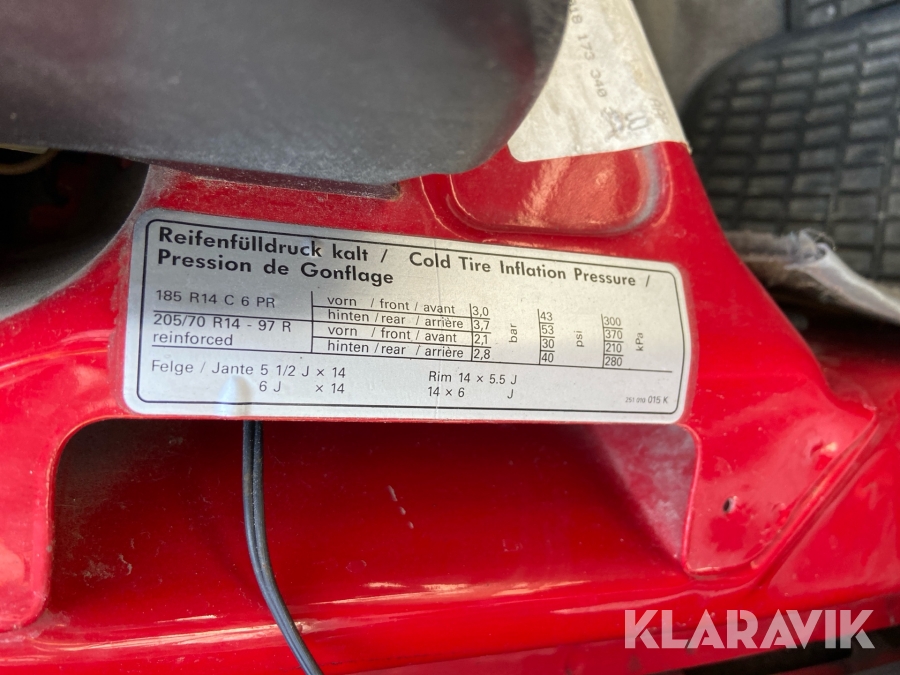 18 173 340
Reifenfülldruck kalt / Cold Tire Inflation Pressure /
Pression de Gonflage
185 R14 C 6 PR vorn / front / avant 3,0 43 300
hinten / rear / arrière 3,7 53 370
205/70 R14 - 97 R vorn / front / avant 2,1 30 210
reinforced hinten / rear / arrière 2,8 40 280
bar psi kPa
Felge / Jante 5 1/2 J × 14 Rim 14 × 5.5 J
6 J × 14 14 × 6 J
251 010 015 K
KLARAVIK